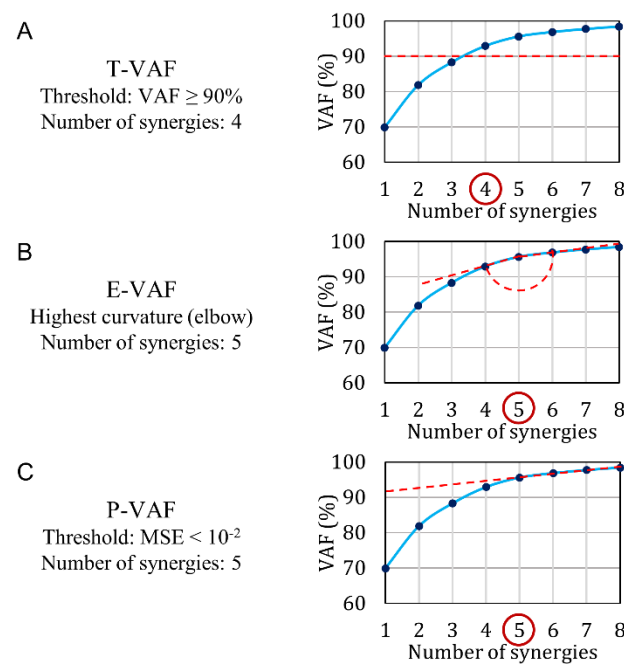 A
T-VAF
Threshold: VAF ≥ 90%
Number of synergies: 4
VAF (%)
100
90
80
70
60
1 2 3 4 5 6 7 8
Number of synergies
B
E-VAF
Highest curvature (elbow)
Number of synergies: 5
VAF (%)
100
90
80
70
60
1 2 3 4 5 6 7 8
Number of synergies
C
P-VAF
Threshold: MSE < 10⁻²
Number of synergies: 5
VAF (%)
100
90
80
70
60
1 2 3 4 5 6 7 8
Number of synergies